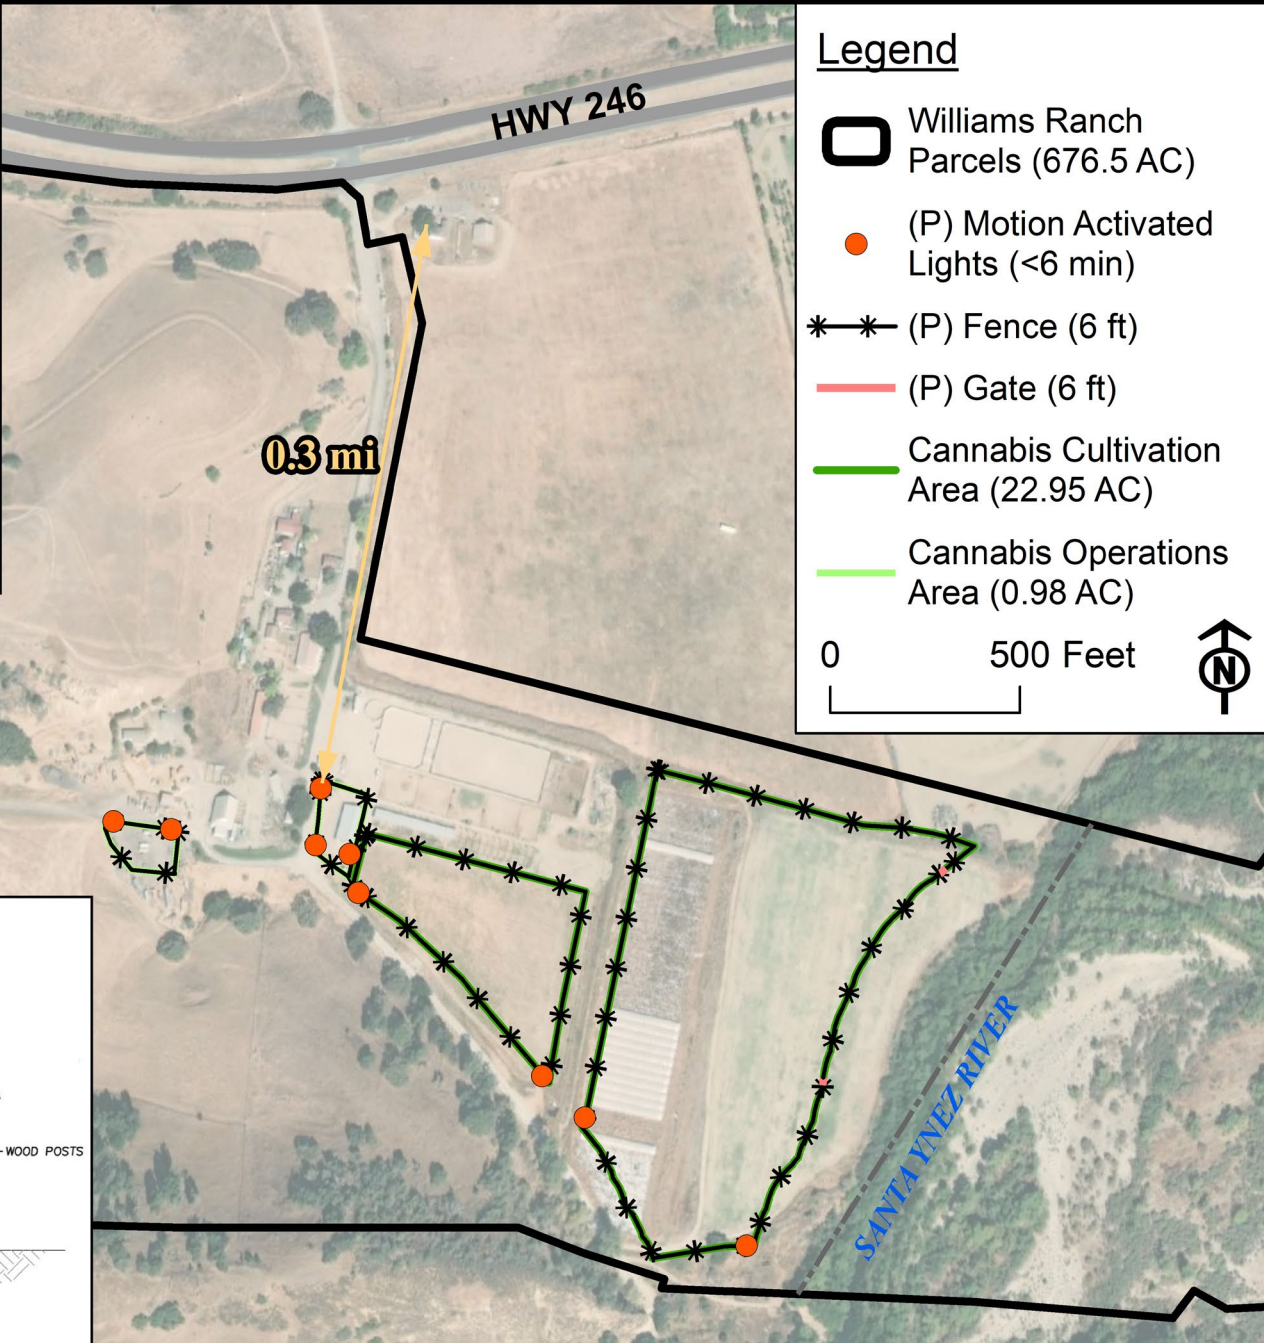 Legend
Williams Ranch
Parcels (676.5 AC)
(P) Motion Activated
Lights (<6 min)
(P) Fence (6 ft)
(P) Gate (6 ft)
Cannabis Cultivation
Area (22.95 AC)
Cannabis Operations
Area (0.98 AC)
0 500 Feet
N
HWY 246
0.3 mi
SANTA YNEZ RIVER
WOOD POSTS